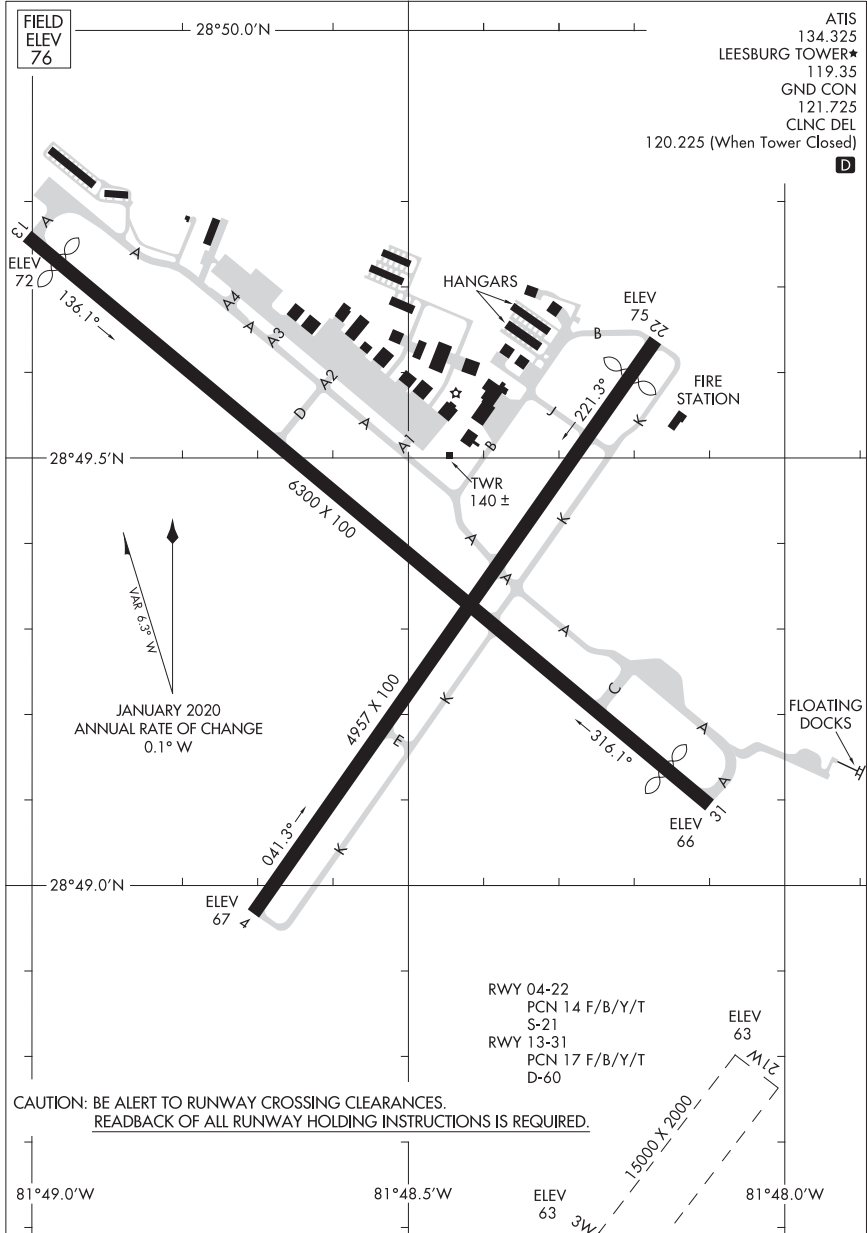 FIELD
ELEV
76
28°50.0'N
ATIS
134.325
LEESBURG TOWER★
119.35
GND CON
121.725
CLNC DEL
120.225 (When Tower Closed)
D
13
A
ELEV
72
A
136.1°
A4
A
A3
A2
D
A
A1
HANGARS
ELEV
75
22
B
FIRE
STATION
221.3°
J
K
B
28°49.5'N
TWR
140 ±
6300 X 100
K
A
A
A
VAR 6.3° W
JANUARY 2020
ANNUAL RATE OF CHANGE
0.1° W
4957 X 100
K
C
E
A
FLOATING
DOCKS
316.1°
A
31
ELEV
66
041.3°
K
28°49.0'N
ELEV
67
4
RWY 04-22
PCN 14 F/B/Y/T
S-21
RWY 13-31
PCN 17 F/B/Y/T
D-60
ELEV
63
21W
15000 X 2000
CAUTION: BE ALERT TO RUNWAY CROSSING CLEARANCES.
READBACK OF ALL RUNWAY HOLDING INSTRUCTIONS IS REQUIRED.
81°49.0'W
81°48.5'W
81°48.0'W
ELEV
63
3W